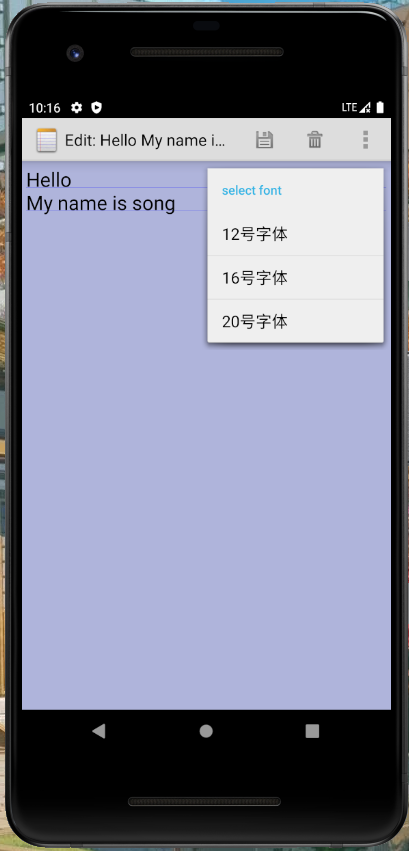 10:16
LTE
Edit: Hello My name i...
Hello
My name is song
select font
12号字体
16号字体
20号字体